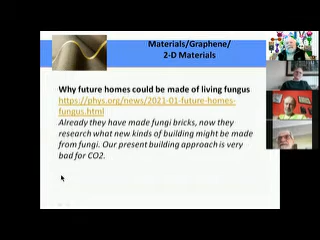 Materials/Graphene/
2-D Materials
Why future homes could be made of living fungus
https://phys.org/news/2021-01-future-homes-
fungus.html
Already they have made fungi bricks, now they
research what new kinds of building might be made
from fungi. Our present building approach is very
bad for CO2.